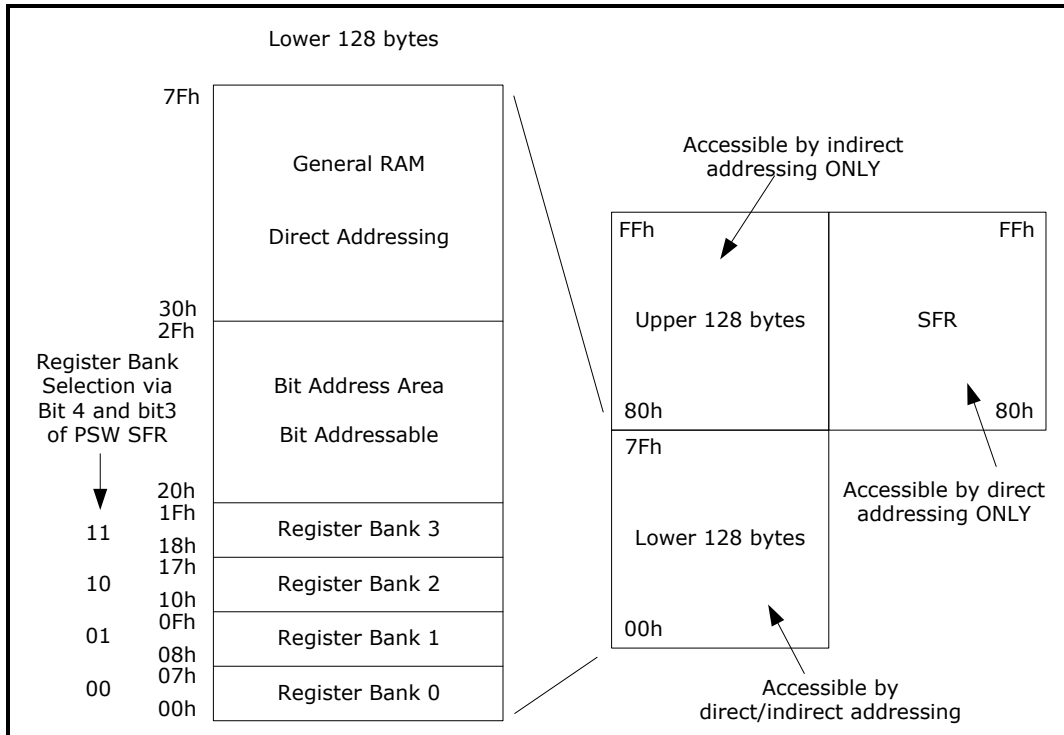 Lower 128 bytes
7Fh
General RAM
Direct Addressing
30h
2Fh
Bit Address Area
Bit Addressable
20h
Register Bank
Selection via
Bit 4 and bit3
of PSW SFR
11
1Fh
18h
Register Bank 3
10
17h
10h
Register Bank 2
01
0Fh
08h
Register Bank 1
00
07h
00h
Register Bank 0
Accessible by indirect
addressing ONLY
FFh
Upper 128 bytes
80h
FFh
SFR
80h
7Fh
Lower 128 bytes
00h
Accessible by direct
addressing ONLY
Accessible by
direct/indirect addressing